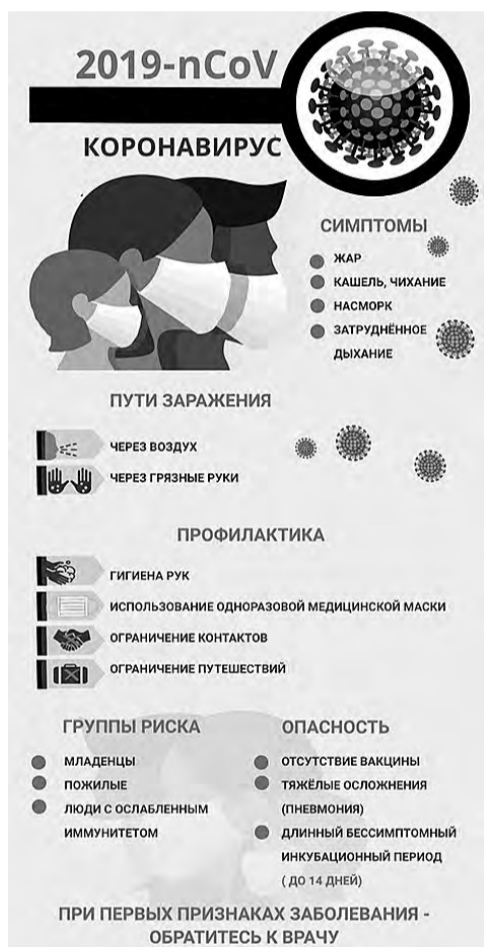 2019-nCoV
КОРОНАВИРУС
СИМПТОМЫ
ЖАР
КАШЕЛЬ, ЧИХАНИЕ
НАСМОРК
ЗАТРУДНЁННОЕ
ДЫХАНИЕ
ПУТИ ЗАРАЖЕНИЯ
ЧЕРЕЗ ВОЗДУХ
ЧЕРЕЗ ГРЯЗНЫЕ РУКИ
ПРОФИЛАКТИКА
ГИГИЕНА РУК
ИСПОЛЬЗОВАНИЕ ОДНОРАЗОВОЙ МЕДИЦИНСКОЙ МАСКИ
ОГРАНИЧЕНИЕ КОНТАКТОВ
ОГРАНИЧЕНИЕ ПУТЕШЕСТВИЙ
ГРУППЫ РИСКА
МЛАДЕНЦЫ
ПОЖИЛЫЕ
ЛЮДИ С ОСЛАБЛЕННЫМ
ИММУНИТЕТОМ
ОПАСНОСТЬ
ОТСУТСТВИЕ ВАКЦИНЫ
ТЯЖЁЛЫЕ ОСЛОЖНЕНИЯ
(ПНЕВМОНИЯ)
ДЛИННЫЙ БЕССИМПТОМНЫЙ
ИНКУБАЦИОННЫЙ ПЕРИОД
( ДО 14 ДНЕЙ)
ПРИ ПЕРВЫХ ПРИЗНАКАХ ЗАБОЛЕВАНИЯ -
ОБРАТИТЕСЬ К ВРАЧУ